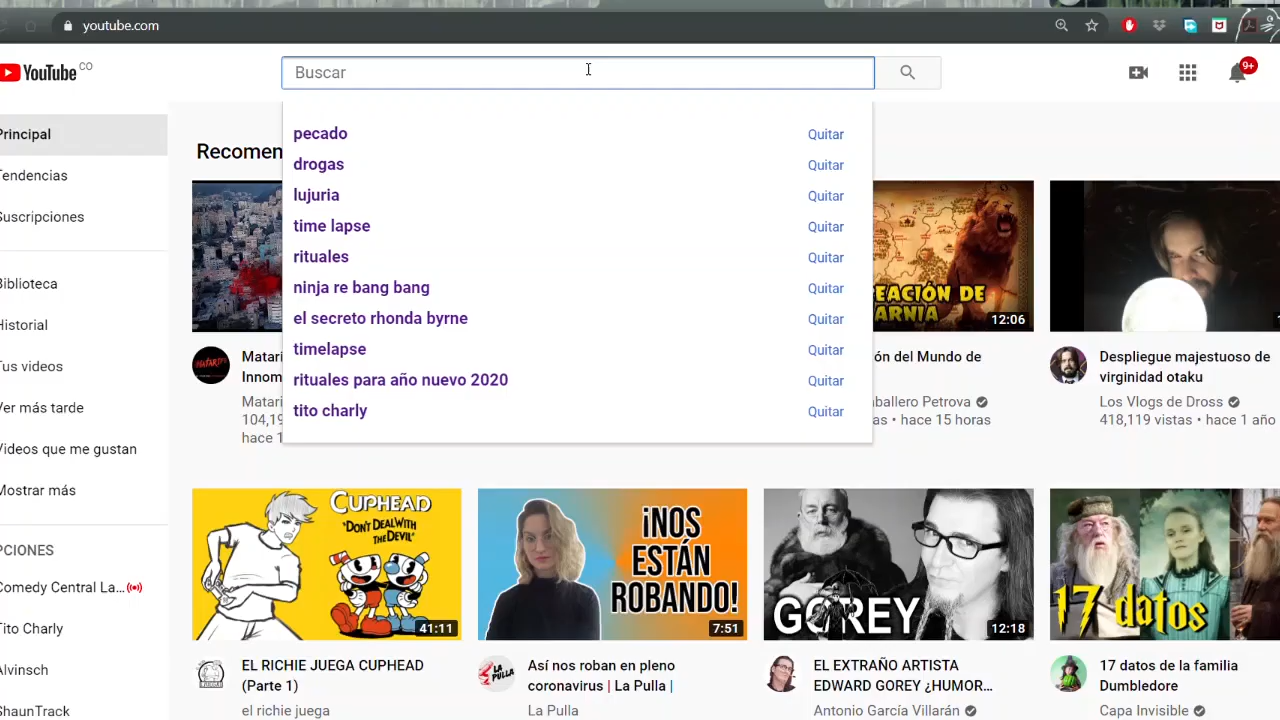 youtube.com
YouTube CO
Buscar
9+
Principal
Tendencias
Suscripciones
Biblioteca
Historial
Tus videos
Ver más tarde
Videos que me gustan
Mostrar más
PCIONES
Comedy Central La...
Tito Charly
Alvinsch
ShaunTrack
Recomen
pecado Quitar
drogas Quitar
lujuria Quitar
time lapse Quitar
rituales Quitar
ninja re bang bang Quitar
el secreto rhonda byrne Quitar
timelapse Quitar
rituales para año nuevo 2020 Quitar
tito charly Quitar
MATARIFE
Matari
Innom
Matari
104,19
hace 1
EACIÓN DE
ARNIA
12:06
ón del Mundo de
aballero Petrova
as • hace 15 horas
Despliegue majestuoso de
virginidad otaku
Los Vlogs de Dross
418,119 vistas • hace 1 año
CUPHEAD
"DON'T DEAL WITH
THE DEVIL"
41:11
EL RICHIE JUEGA CUPHEAD
(Parte 1)
el richie juega
¡NOS
ESTÁN
ROBANDO!
7:51
LA PULLA
Así nos roban en pleno
coronavirus | La Pulla |
La Pulla
GOREY
12:18
EL EXTRAÑO ARTISTA
EDWARD GOREY ¿HUMOR...
Antonio García Villarán
17 datos
17 datos de la familia
Dumbledore
Capa Invisible